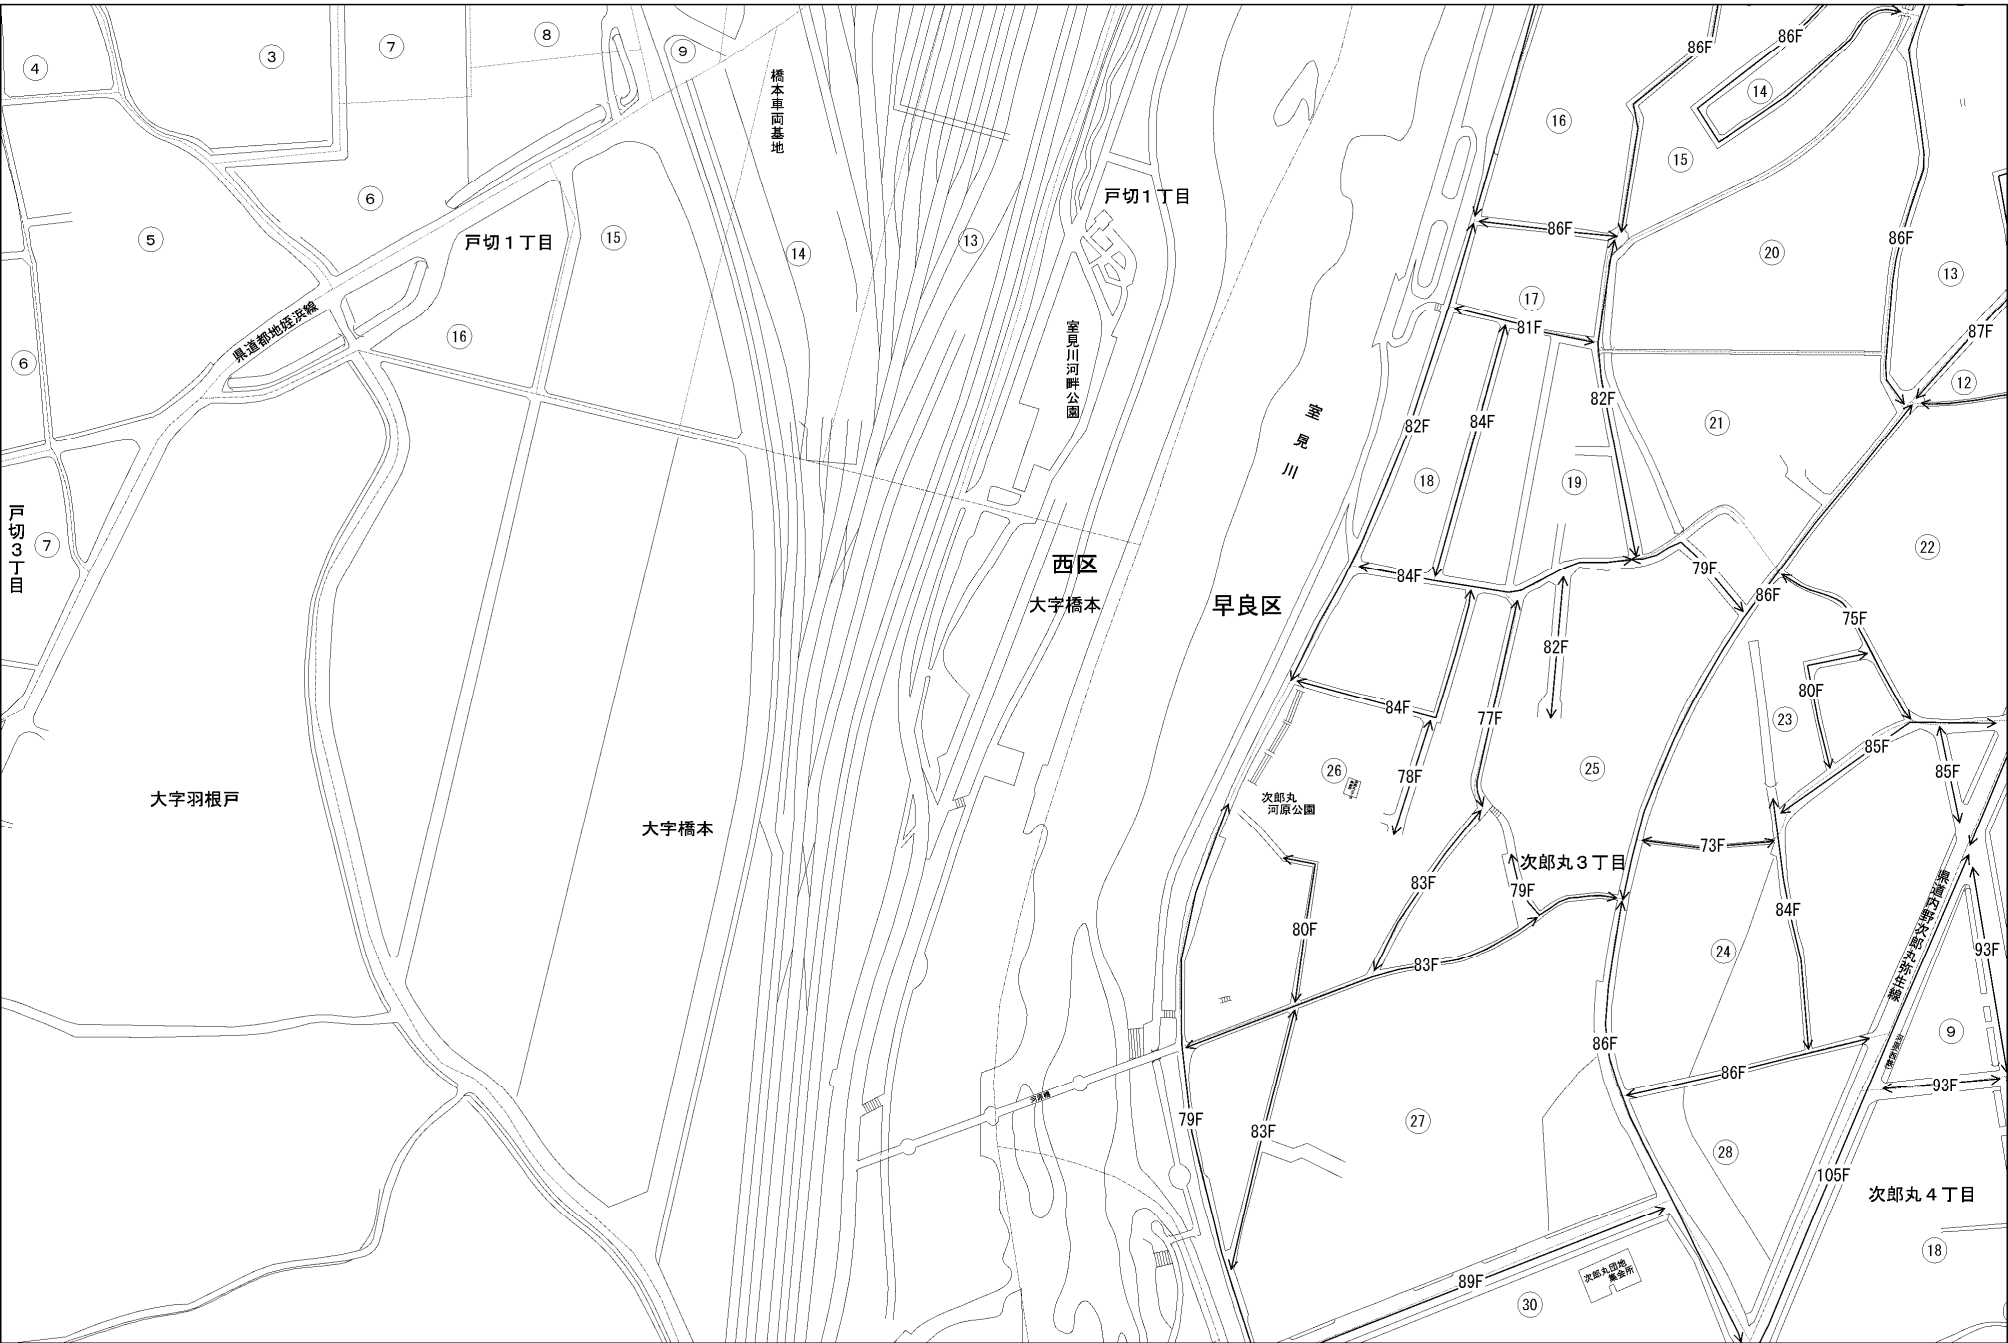 8
7
9
3
4
橋本車両基地
86F
86F
14
16
15
6
戸切1丁目
5
戸切1丁目
15
14
13
86F
20
86F
13
県道都地姪浜線
16
6
室見川河畔公園
17
81F
87F
12
82F
室見川
82F
84F
21
18
19
戸切3丁目
7
西区
大字橋本
早良区
84F
79F
22
86F
75F
82F
80F
84F
77F
23
85F
85F
78F
26
25
大字羽根戸
大字橋本
次郎丸
河原公園
73F
次郎丸3丁目
83F
79F
84F
県道内野次郎丸弥生線
80F
83F
24
93F
86F
9
86F
93F
河原橋
79F
83F
27
28
105F
次郎丸4丁目
18
89F
次郎丸団地
集会所
30